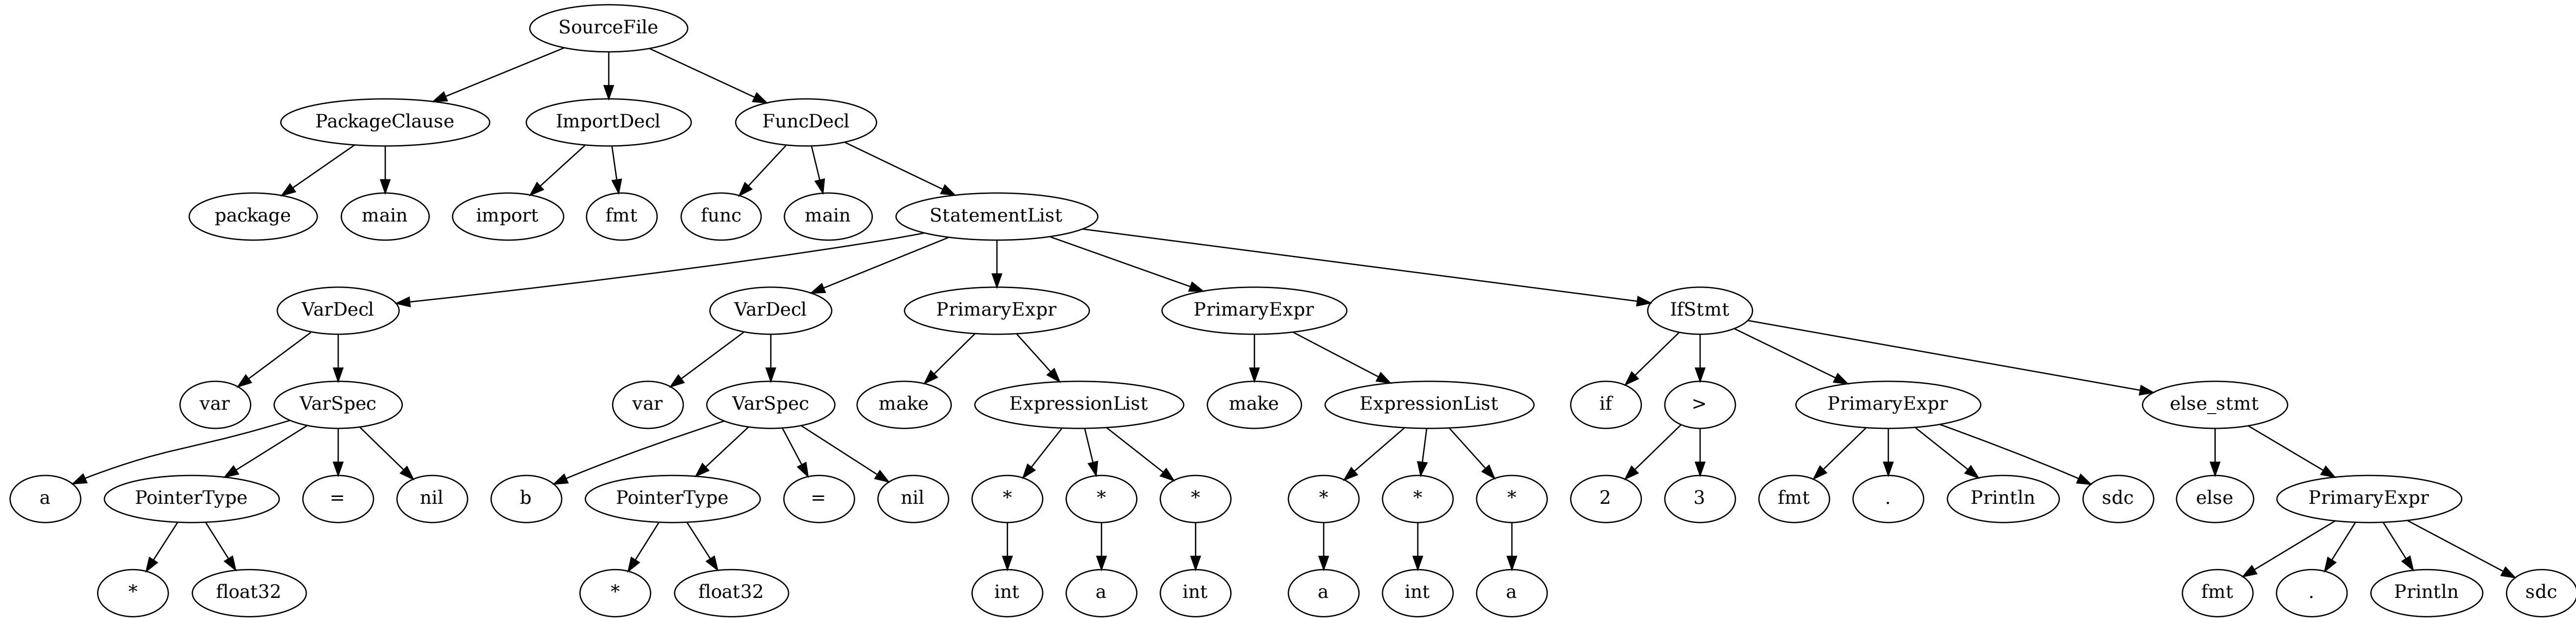 SourceFile
PackageClause ImportDecl FuncDecl
package main import fmt func main StatementList
VarDecl VarDecl PrimaryExpr PrimaryExpr IfStmt
var VarSpec var VarSpec make ExpressionList make ExpressionList if > PrimaryExpr else_stmt
a PointerType = nil b PointerType = nil * * * * * * 2 3 fmt . Println sdc else PrimaryExpr
* float32 * float32 int a int a int a fmt . Println sdc